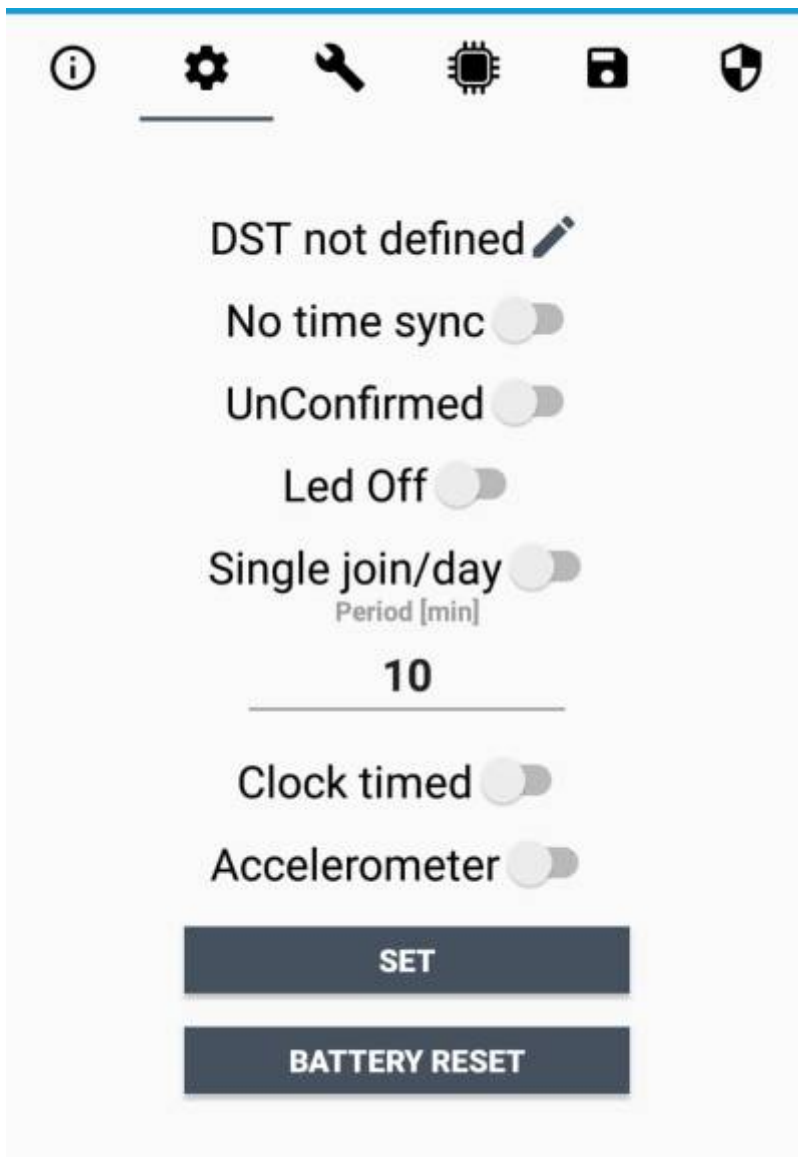 DST not defined
No time sync
UnConfirmed
Led Off
Single join/day
Period [min]
10
Clock timed
Accelerometer
SET
BATTERY RESET